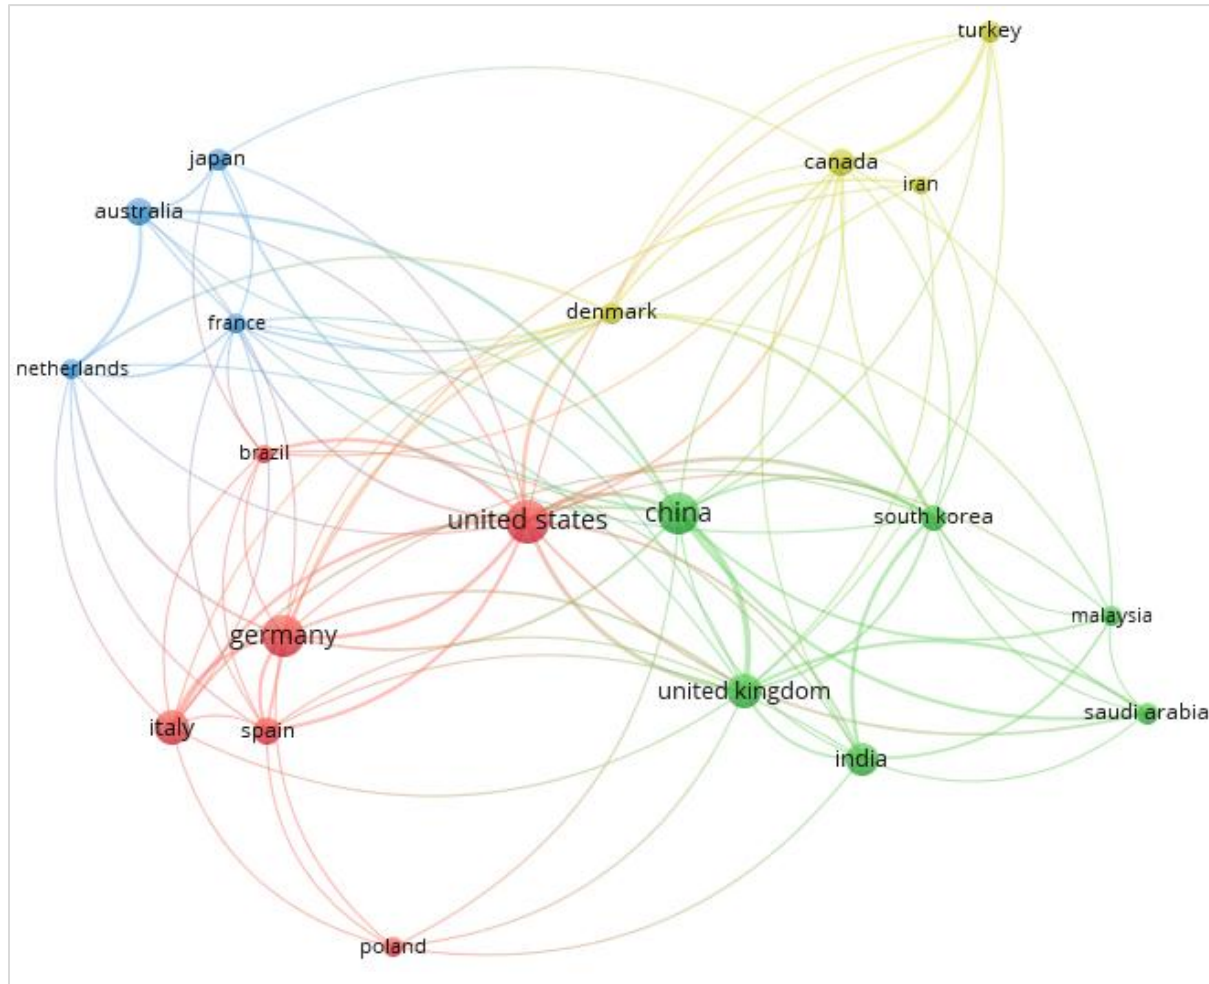 turkey
japan
canada
iran
australia
denmark
france
netherlands
brazil
united states
china
south korea
malaysia
germany
united kingdom
saudi arabia
italy
spain
india
poland